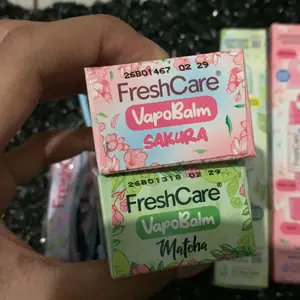 26B01467 02 29
FreshCare®
VapoBalm
SAKURA
26B01318 02 29
FreshCare®
VapoBalm
Matcha